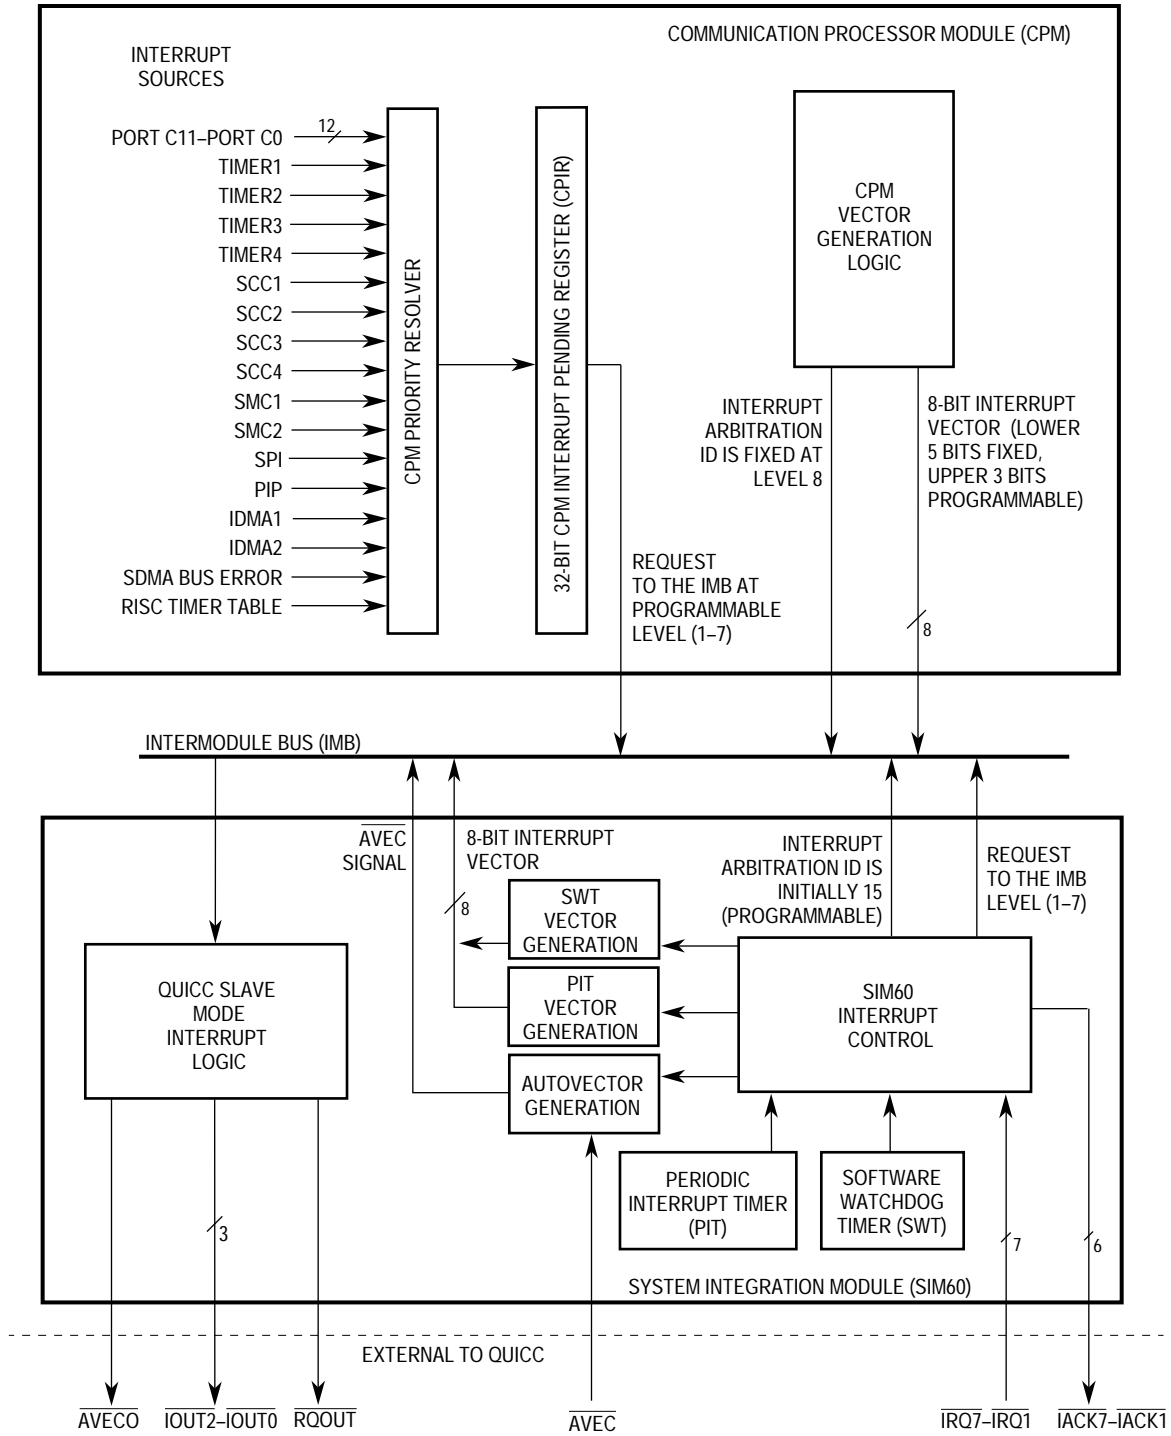 COMMUNICATION PROCESSOR MODULE (CPM)
INTERRUPT
SOURCES
PORT C11–PORT C0
12
TIMER1
TIMER2
TIMER3
TIMER4
SCC1
SCC2
SCC3
SCC4
SMC1
SMC2
SPI
PIP
IDMA1
IDMA2
SDMA BUS ERROR
RISC TIMER TABLE
CPM PRIORITY RESOLVER
32-BIT CPM INTERRUPT PENDING REGISTER (CPIR)
REQUEST
TO THE IMB AT
PROGRAMMABLE
LEVEL (1–7)
CPM
VECTOR
GENERATION
LOGIC
INTERRUPT
ARBITRATION
ID IS FIXED AT
LEVEL 8
8-BIT INTERRUPT
VECTOR (LOWER
5 BITS FIXED,
UPPER 3 BITS
PROGRAMMABLE)
8
INTERMODULE BUS (IMB)
AVEC
SIGNAL
8-BIT INTERRUPT
VECTOR
8
INTERRUPT
ARBITRATION ID IS
INITIALLY 15
(PROGRAMMABLE)
REQUEST
TO THE IMB
LEVEL (1–7)
SWT
VECTOR
GENERATION
PIT
VECTOR
GENERATION
AUTOVECTOR
GENERATION
QUICC SLAVE
MODE
INTERRUPT
LOGIC
SIM60
INTERRUPT
CONTROL
PERIODIC
INTERRUPT TIMER
(PIT)
SOFTWARE
WATCHDOG
TIMER (SWT)
3
7
6
SYSTEM INTEGRATION MODULE (SIM60)
EXTERNAL TO QUICC
AVECO
IOUT2–IOUT0
RQOUT
AVEC
IRQ7–IRQ1
IACK7–IACK1